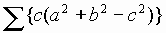 ∑{c(a² + b² − c²)}